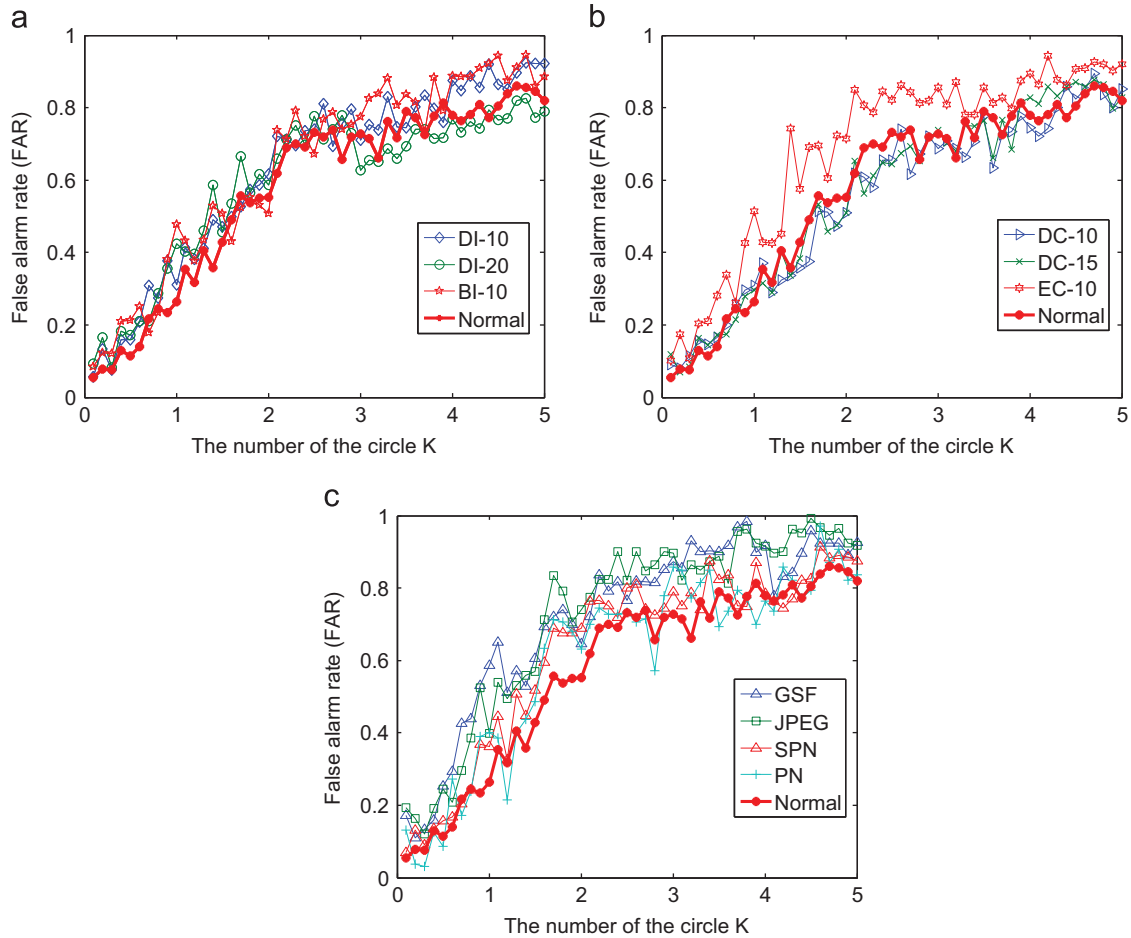 a
1
0.8
0.6
0.4
0.2
0
0 1 2 3 4 5
False alarm rate (FAR)
The number of the circle K
DI-10
DI-20
BI-10
Normal
b
1
0.8
0.6
0.4
0.2
0
0 1 2 3 4 5
False alarm rate (FAR)
The number of the circle K
DC-10
DC-15
EC-10
Normal
c
1
0.8
0.6
0.4
0.2
0
0 1 2 3 4 5
False alarm rate (FAR)
The number of the circle K
GSF
JPEG
SPN
PN
Normal